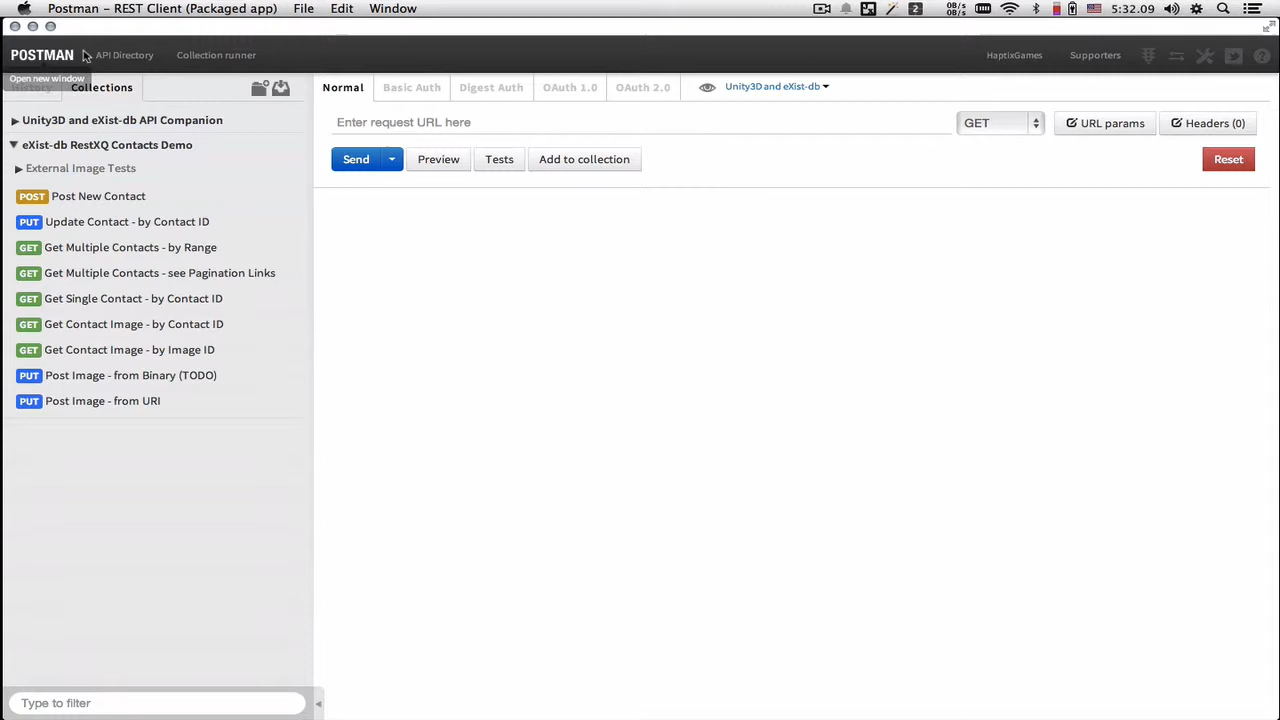 Postman - REST Client (Packaged app) File Edit Window
2 0B/s 0B/s 5:32.09
POSTMAN API Directory Collection runner HaptixGames Supporters
Open new window
History Collections Normal Basic Auth Digest Auth OAuth 1.0 OAuth 2.0 Unity3D and eXist-db
Unity3D and eXist-db API Companion
Enter request URL here GET URL params Headers (0)
eXist-db RestXQ Contacts Demo
Send Preview Tests Add to collection Reset
External Image Tests
POST Post New Contact
PUT Update Contact - by Contact ID
GET Get Multiple Contacts - by Range
GET Get Multiple Contacts - see Pagination Links
GET Get Single Contact - by Contact ID
GET Get Contact Image - by Contact ID
GET Get Contact Image - by Image ID
PUT Post Image - from Binary (TODO)
PUT Post Image - from URI
Type to filter